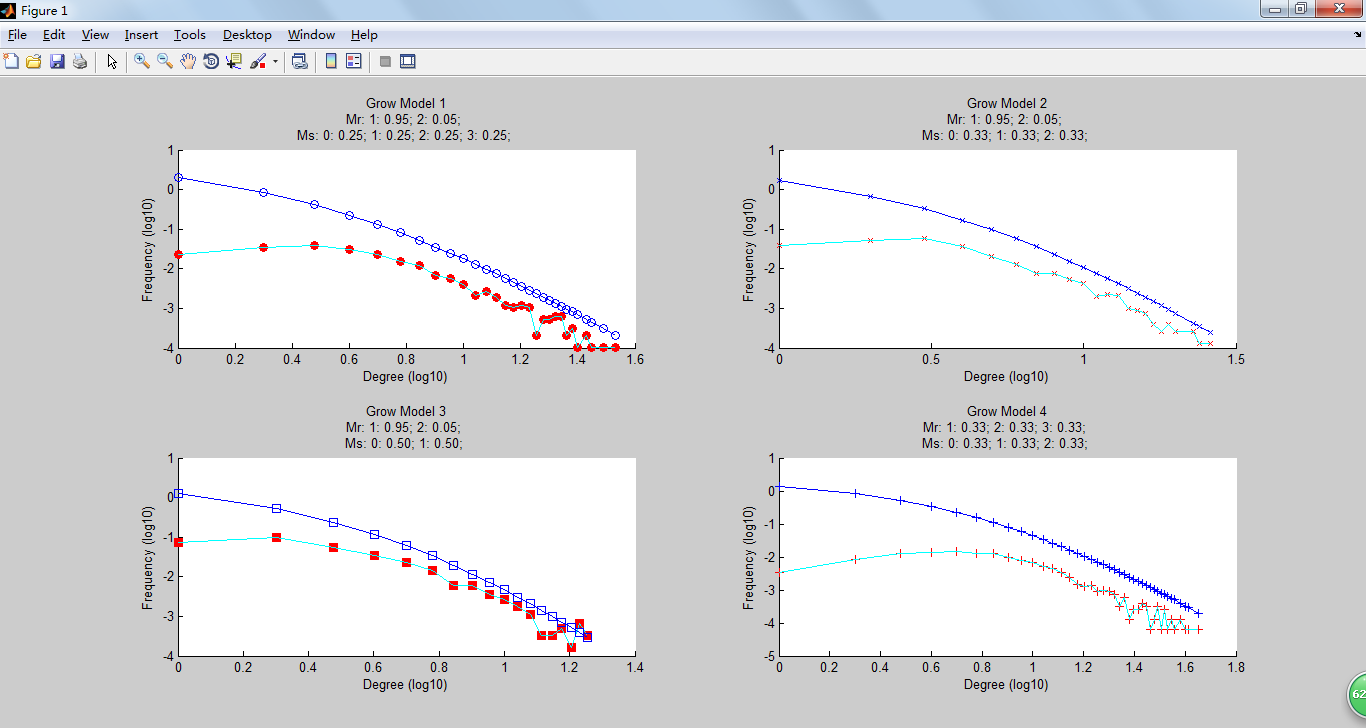 Figure 1
File Edit View Insert Tools Desktop Window Help
Grow Model 1
Mr: 1: 0.95; 2: 0.05;
Ms: 0: 0.25; 1: 0.25; 2: 0.25; 3: 0.25;
1
0
-1
-2
-3
-4
Frequency (log10)
0 0.2 0.4 0.6 0.8 1 1.2 1.4 1.6
Degree (log10)
Grow Model 2
Mr: 1: 0.95; 2: 0.05;
Ms: 0: 0.33; 1: 0.33; 2: 0.33;
1
0
-1
-2
-3
-4
Frequency (log10)
0 0.5 1 1.5
Degree (log10)
Grow Model 3
Mr: 1: 0.95; 2: 0.05;
Ms: 0: 0.50; 1: 0.50;
1
0
-1
-2
-3
-4
Frequency (log10)
0 0.2 0.4 0.6 0.8 1 1.2 1.4
Degree (log10)
Grow Model 4
Mr: 1: 0.33; 2: 0.33; 3: 0.33;
Ms: 0: 0.33; 1: 0.33; 2: 0.33;
1
0
-1
-2
-3
-4
-5
Frequency (log10)
0 0.2 0.4 0.6 0.8 1 1.2 1.4 1.6 1.8
Degree (log10)
62